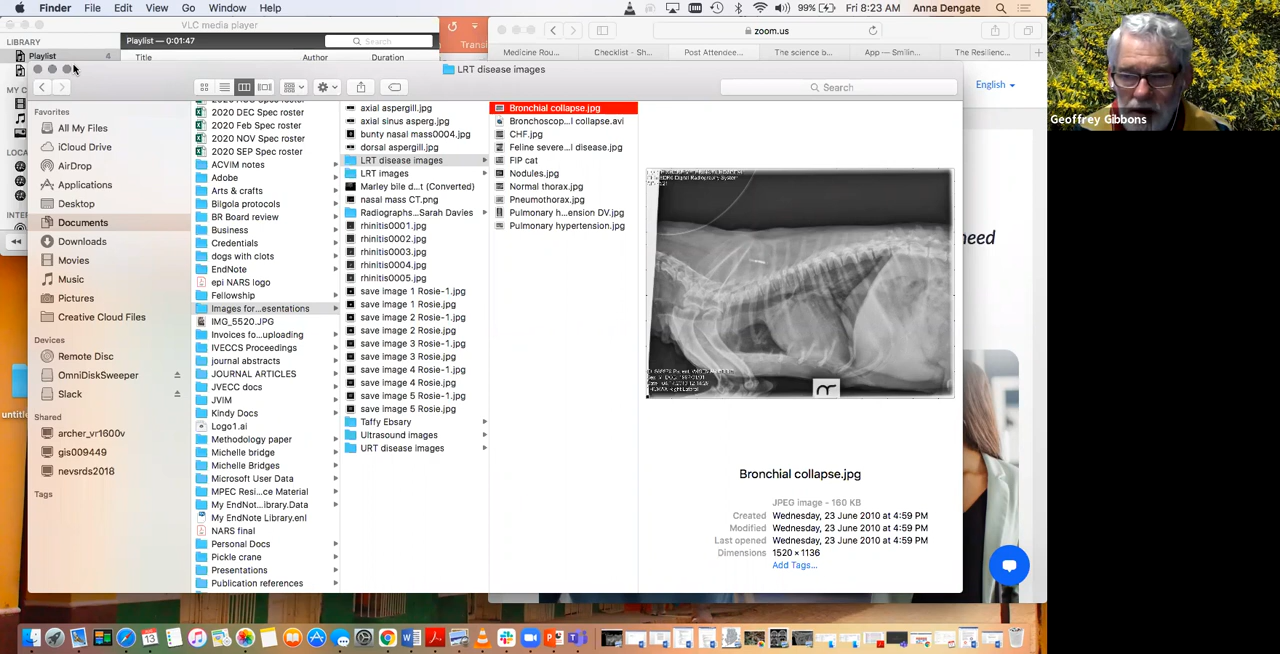 Finder File Edit View Go Window Help
99% Fri 8:23 AM Anna Dengate
VLC media player
LIBRARY
Playlist 4
Playlist — 0:01:47
Search
Title Author Duration
Transl
zoom.us
Medicine Rou...
Checklist - Sh...
Post Attendee...
The science b...
App — Smilin...
The Resilienc...
English
need
Geoffrey Gibbons
LRT disease images
Search
Favorites
All My Files
iCloud Drive
AirDrop
Applications
Desktop
Documents
Downloads
Movies
Music
Pictures
Creative Cloud Files
Devices
Remote Disc
OmniDiskSweeper
Slack
Shared
archer_vr1600v
gis009449
nevsrds2018
Tags
2020 DEC Spec roster
2020 Feb Spec roster
2020 NOV Spec roster
2020 SEP Spec roster
ACVIM notes
Adobe
Arts & crafts
Bilgola protocols
BR Board review
Business
Credentials
dogs with clots
EndNote
epi NARS logo
Fellowship
Images for...esentations
IMG_5520.JPG
Invoices fo...uploading
IVECCS Proceedings
journal abstracts
JOURNAL ARTICLES
JVECC docs
JVIM
Kindy Docs
Logo1.ai
Methodology paper
Michelle bridge
Michelle Bridges
Microsoft User Data
MPEC Resi...ce Material
My EndNot...ibrary.Data
My EndNote Library.enl
NARS final
Personal Docs
Pickle crane
Presentations
Publication references
axial aspergill.jpg
axial sinus asperg.jpg
bunty nasal mass0004.jpg
dorsal aspergill.jpg
LRT disease images
LRT images
Marley bile d...t (Converted)
nasal mass CT.png
Radiographs...Sarah Davies
rhinitis0001.jpg
rhinitis0002.jpg
rhinitis0003.jpg
rhinitis0004.jpg
rhinitis0005.jpg
save image 1 Rosie-1.jpg
save image 1 Rosie.jpg
save image 2 Rosie-1.jpg
save image 2 Rosie.jpg
save image 3 Rosie-1.jpg
save image 3 Rosie.jpg
save image 4 Rosie-1.jpg
save image 4 Rosie.jpg
save image 5 Rosie-1.jpg
save image 5 Rosie.jpg
Taffy Ebsary
Ultrasound images
URT disease images
Bronchial collapse.jpg
Bronchoscop...l collapse.avi
CHF.jpg
Feline severe...l disease.jpg
FIP cat
Nodules.jpg
Normal thorax.jpg
Pneumothorax.jpg
Pulmonary h...ension DV.jpg
Pulmonary hypertension.jpg
Bronchial collapse.jpg
JPEG image - 160 KB
Created Wednesday, 23 June 2010 at 4:59 PM
Modified Wednesday, 23 June 2010 at 4:59 PM
Last opened Wednesday, 23 June 2010 at 4:59 PM
Dimensions 1520 × 1136
Add Tags...